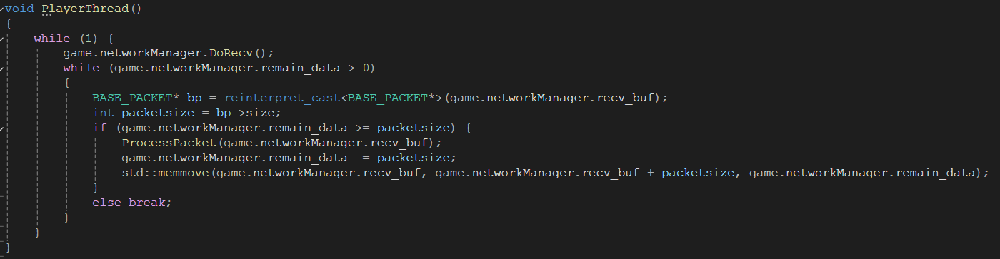 void PlayerThread()
{
while (1) {
game.networkManager.DoRecv();
while (game.networkManager.remain_data > 0)
{
BASE_PACKET* bp = reinterpret_cast<BASE_PACKET*>(game.networkManager.recv_buf);
int packetsize = bp->size;
if (game.networkManager.remain_data >= packetsize) {
ProcessPacket(game.networkManager.recv_buf);
game.networkManager.remain_data -= packetsize;
std::memmove(game.networkManager.recv_buf, game.networkManager.recv_buf + packetsize, game.networkManager.remain_data);
}
else break;
}
}
}